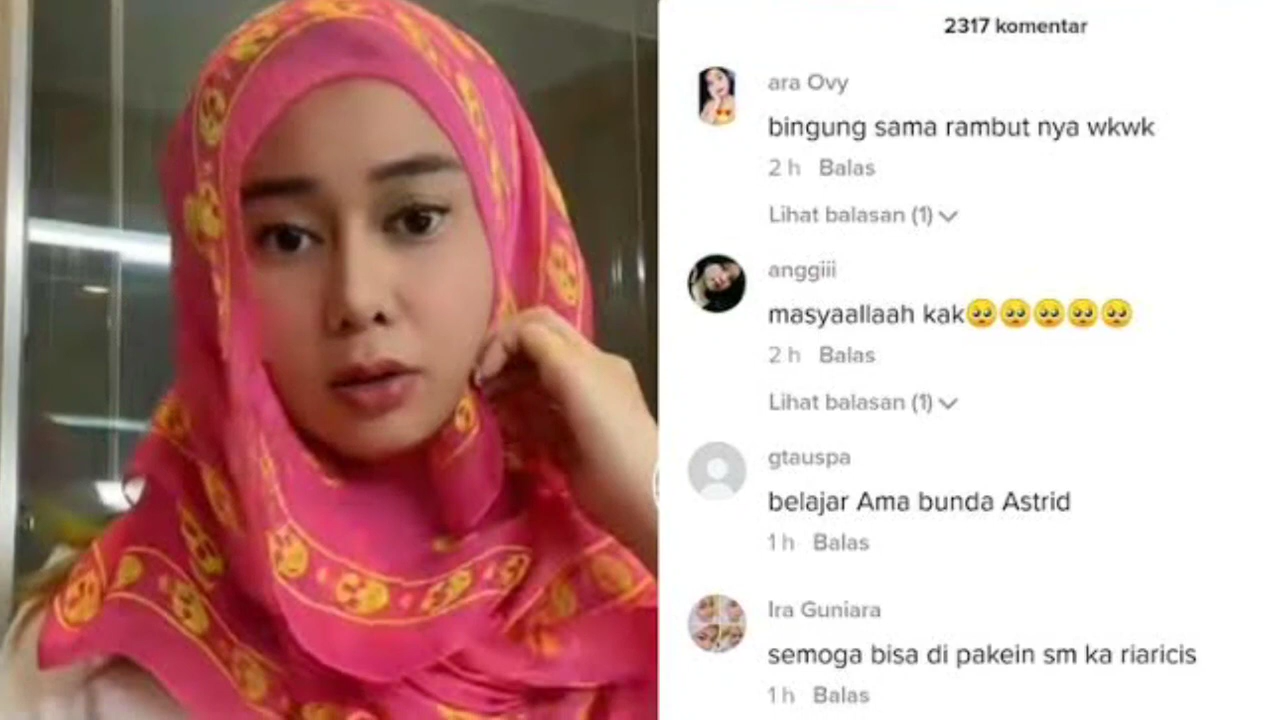 2317 komentar
ara Ovy
bingung sama rambut nya wkwk
2 h Balas
Lihat balasan (1)
anggiii
masyaallaah kak🥺🥺🥺🥺🥺
2 h Balas
Lihat balasan (1)
gtauspa
belajar Ama bunda Astrid
1 h Balas
Ira Guniara
semoga bisa di pakein sm ka riaricis
1 h Balas